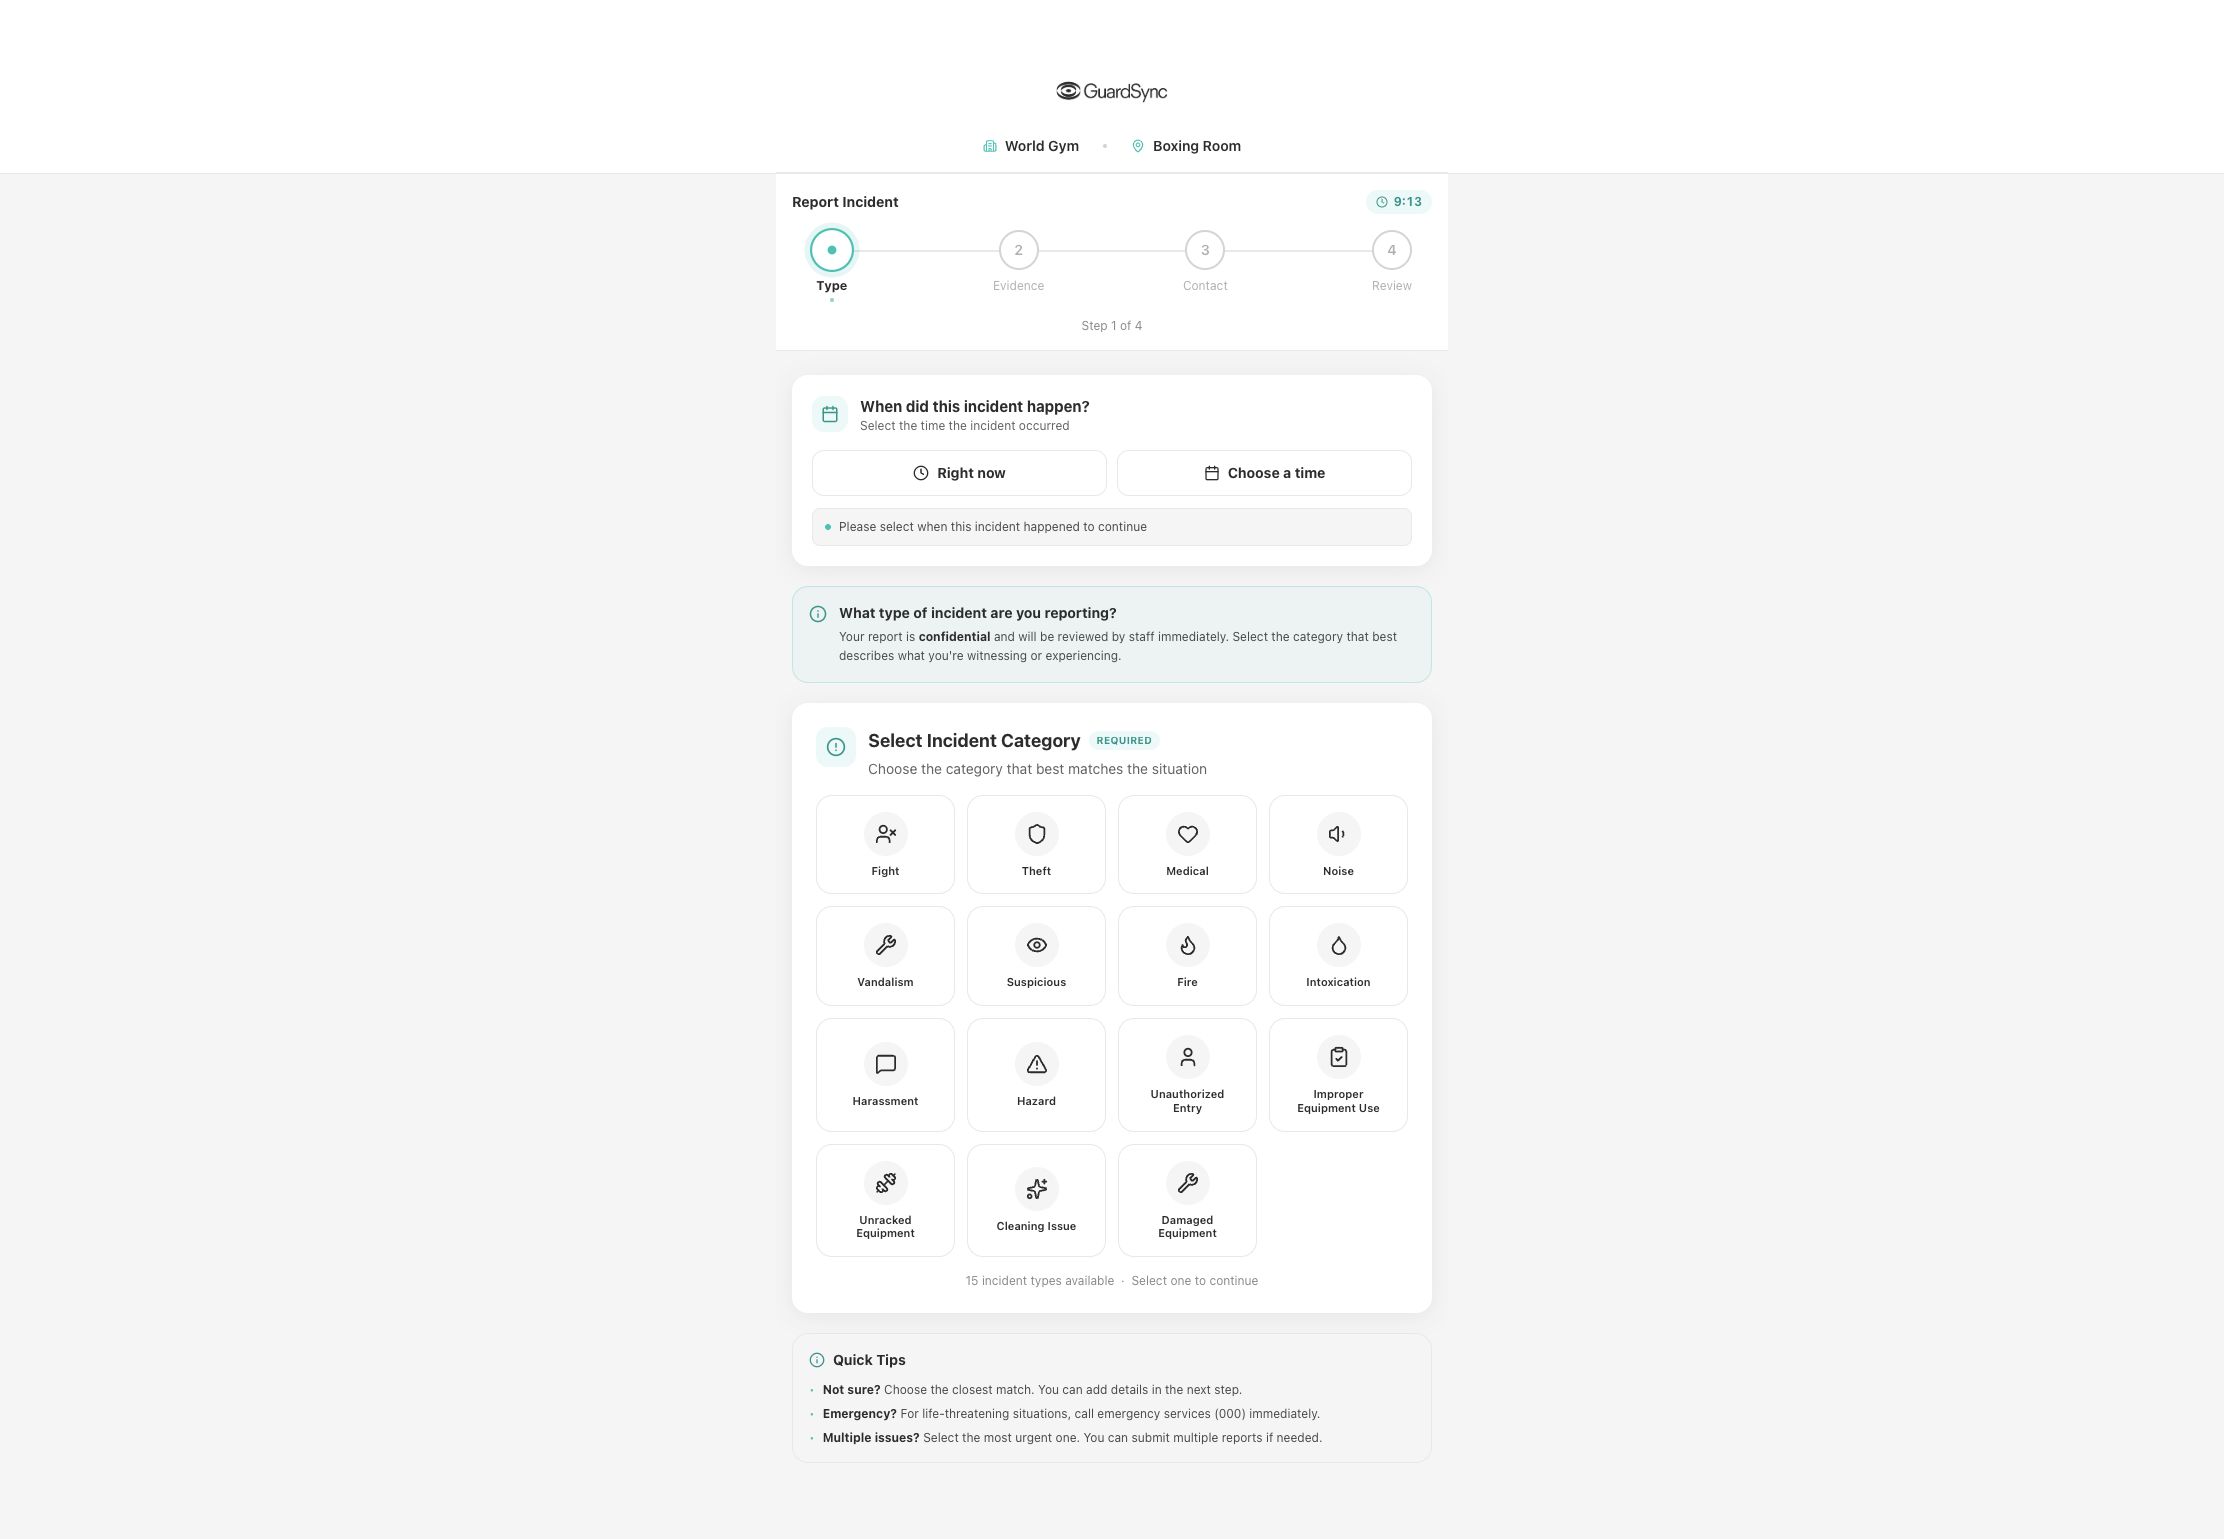 GuardSync
World Gym • Boxing Room
Report Incident
9:13
2
3
4
Type
Evidence
Contact
Review
Step 1 of 4
When did this incident happen?
Select the time the incident occurred
Right now
Choose a time
Please select when this incident happened to continue
What type of incident are you reporting?
Your report is confidential and will be reviewed by staff immediately. Select the category that best
describes what you're witnessing or experiencing.
Select Incident Category
REQUIRED
Choose the category that best matches the situation
Fight
Theft
Medical
Noise
Vandalism
Suspicious
Fire
Intoxication
Harassment
Hazard
Unauthorized
Entry
Improper
Equipment Use
Unracked
Equipment
Cleaning Issue
Damaged
Equipment
15 incident types available · Select one to continue
Quick Tips
· Not sure? Choose the closest match. You can add details in the next step.
· Emergency? For life-threatening situations, call emergency services (000) immediately.
· Multiple issues? Select the most urgent one. You can submit multiple reports if needed.